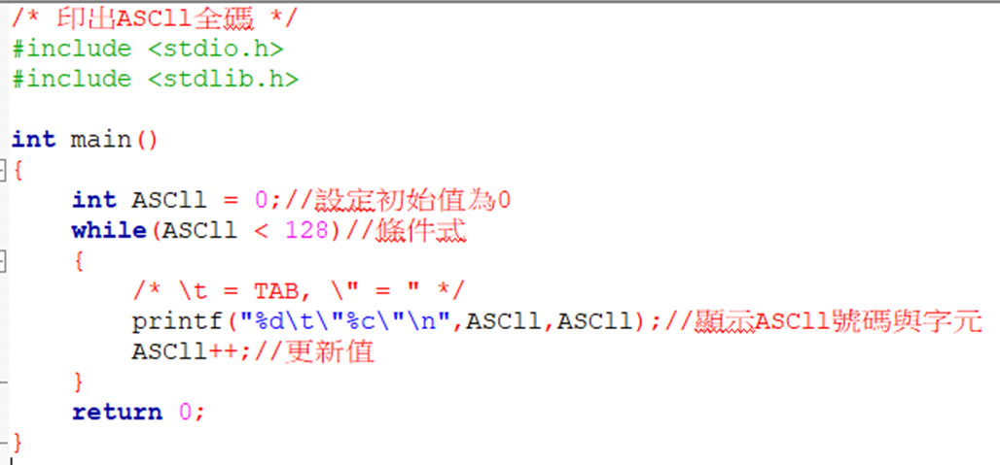 /* 印出ASCll全碼 */
#include <stdio.h>
#include <stdlib.h>
int main()
{
    int ASCll = 0;//設定初始值為0
    while(ASCll < 128)//條件式
    {
        /* \t = TAB, \" = " */
        printf("%d\t\"%c\"\n",ASCll,ASCll);//顯示ASCll號碼與字元
        ASCll++;//更新值
    }
    return 0;
}